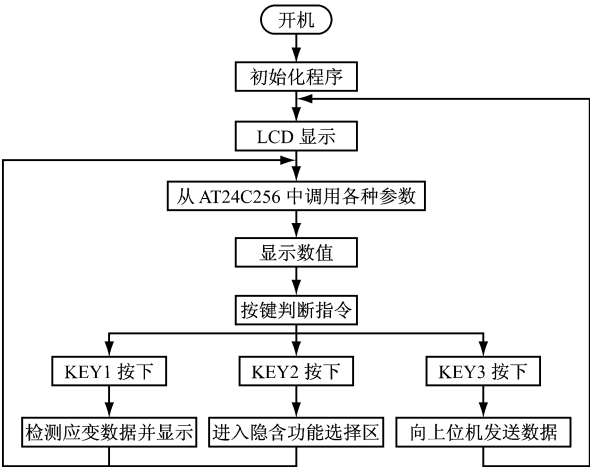 开机
初始化程序
LCD 显示
从 AT24C256 中调用各种参数
显示数值
按键判断指令
KEY1 按下
KEY2 按下
KEY3 按下
检测应变数据并显示
进入隐含功能选择区
向上位机发送数据